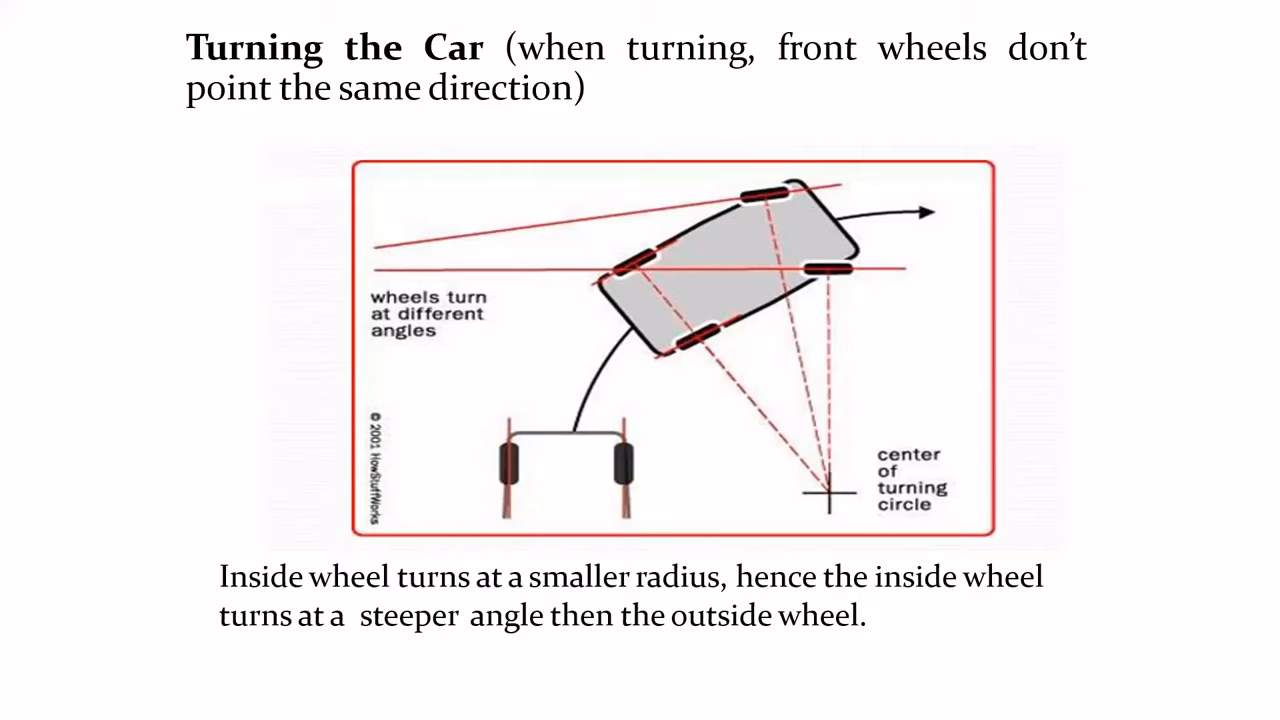 Turning the Car (when turning, front wheels don’t
point the same direction)
wheels turn
at different
angles
© 2001 HowStuffWorks
center
of
turning
circle
Inside wheel turns at a smaller radius, hence the inside wheel
turns at a steeper angle then the outside wheel.